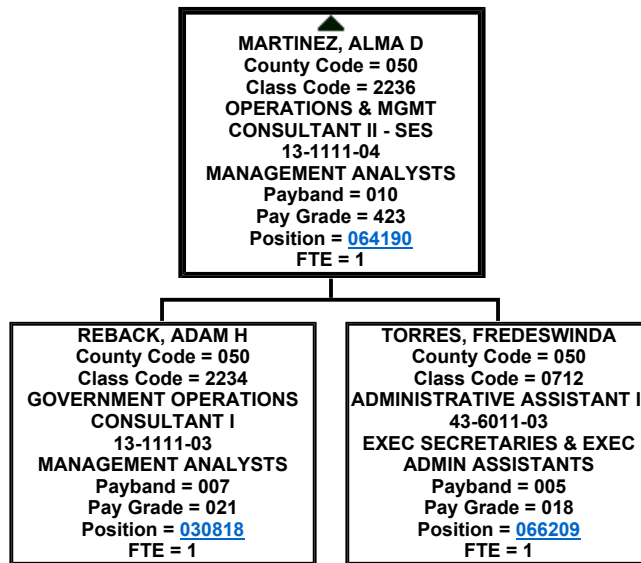 MARTINEZ, ALMA D
County Code = 050
Class Code = 2236
OPERATIONS & MGMT
CONSULTANT II - SES
13-1111-04
MANAGEMENT ANALYSTS
Payband = 010
Pay Grade = 423
Position = 064190
FTE = 1
REBACK, ADAM H
County Code = 050
Class Code = 2234
GOVERNMENT OPERATIONS
CONSULTANT I
13-1111-03
MANAGEMENT ANALYSTS
Payband = 007
Pay Grade = 021
Position = 030818
FTE = 1
TORRES, FREDESWINDA
County Code = 050
Class Code = 0712
ADMINISTRATIVE ASSISTANT I
43-6011-03
EXEC SECRETARIES & EXEC
ADMIN ASSISTANTS
Payband = 005
Pay Grade = 018
Position = 066209
FTE = 1